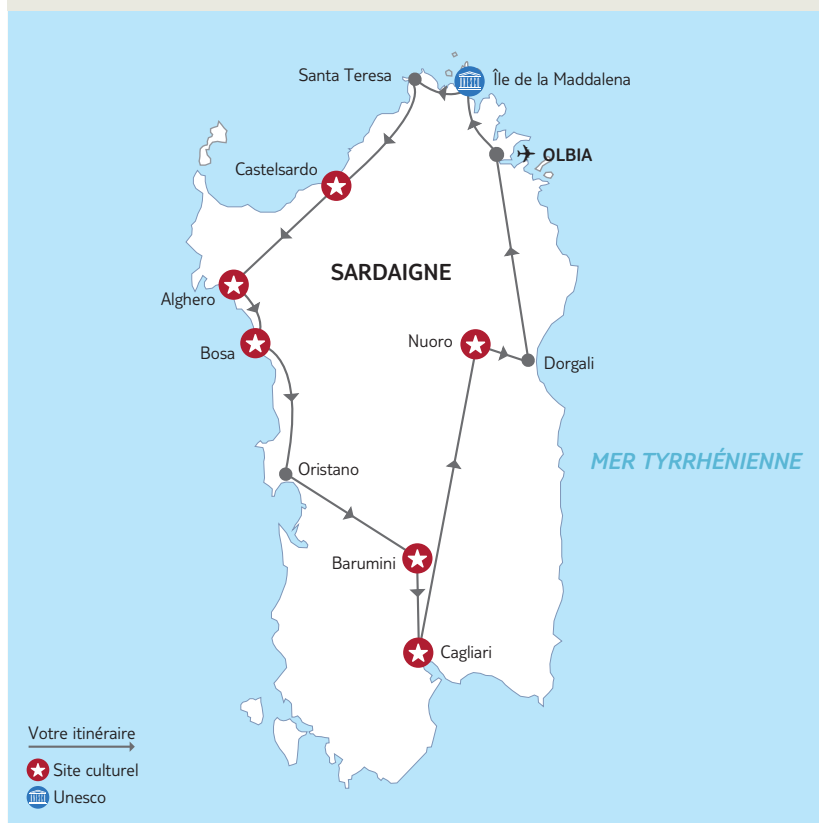 Santa Teresa
Île de la Maddalena
OLBIA
Castelsardo
SARDAIGNE
Alghero
Bosa
Nuoro
Dorgali
MER TYRRHÉNIENNE
Oristano
Barumini
Cagliari
Votre itinéraire
Site culturel
Unesco